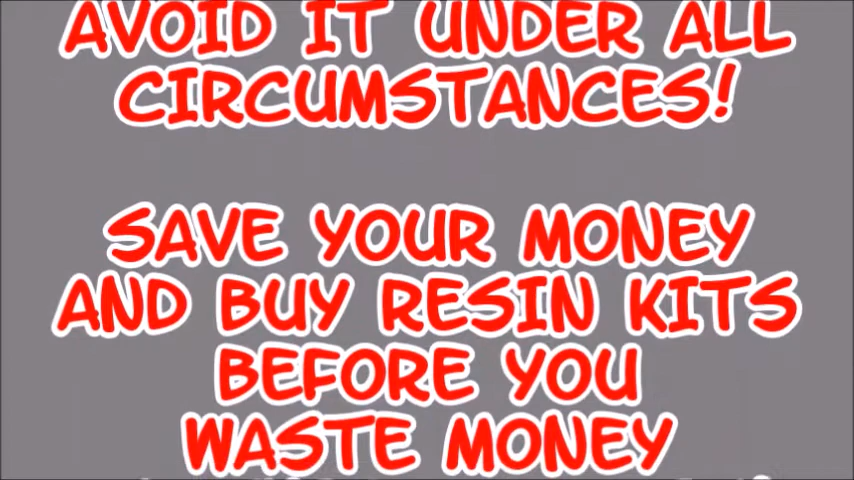 AVOID IT UNDER ALL
CIRCUMSTANCES!
SAVE YOUR MONEY
AND BUY RESIN KITS
BEFORE YOU
WASTE MONEY